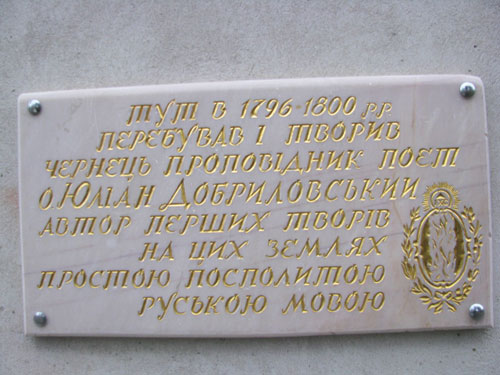 ТУТ В 1796-1800 Р.Р.
ПЕРЕБУВАВ І ТВОРИВ
ЧЕРНЕЦЬ ПРОПОВІДНИК ПОЕТ
О ЮЛІАН ДОБРИЛОВСЬКИЙ
АВТОР ПЕРШИХ ТВОРІВ
НА ЦИХ ЗЕМЛЯХ
ПРОСТОЮ ПОСПОЛИТОЮ
РУСЬКОЮ МОВОЮ